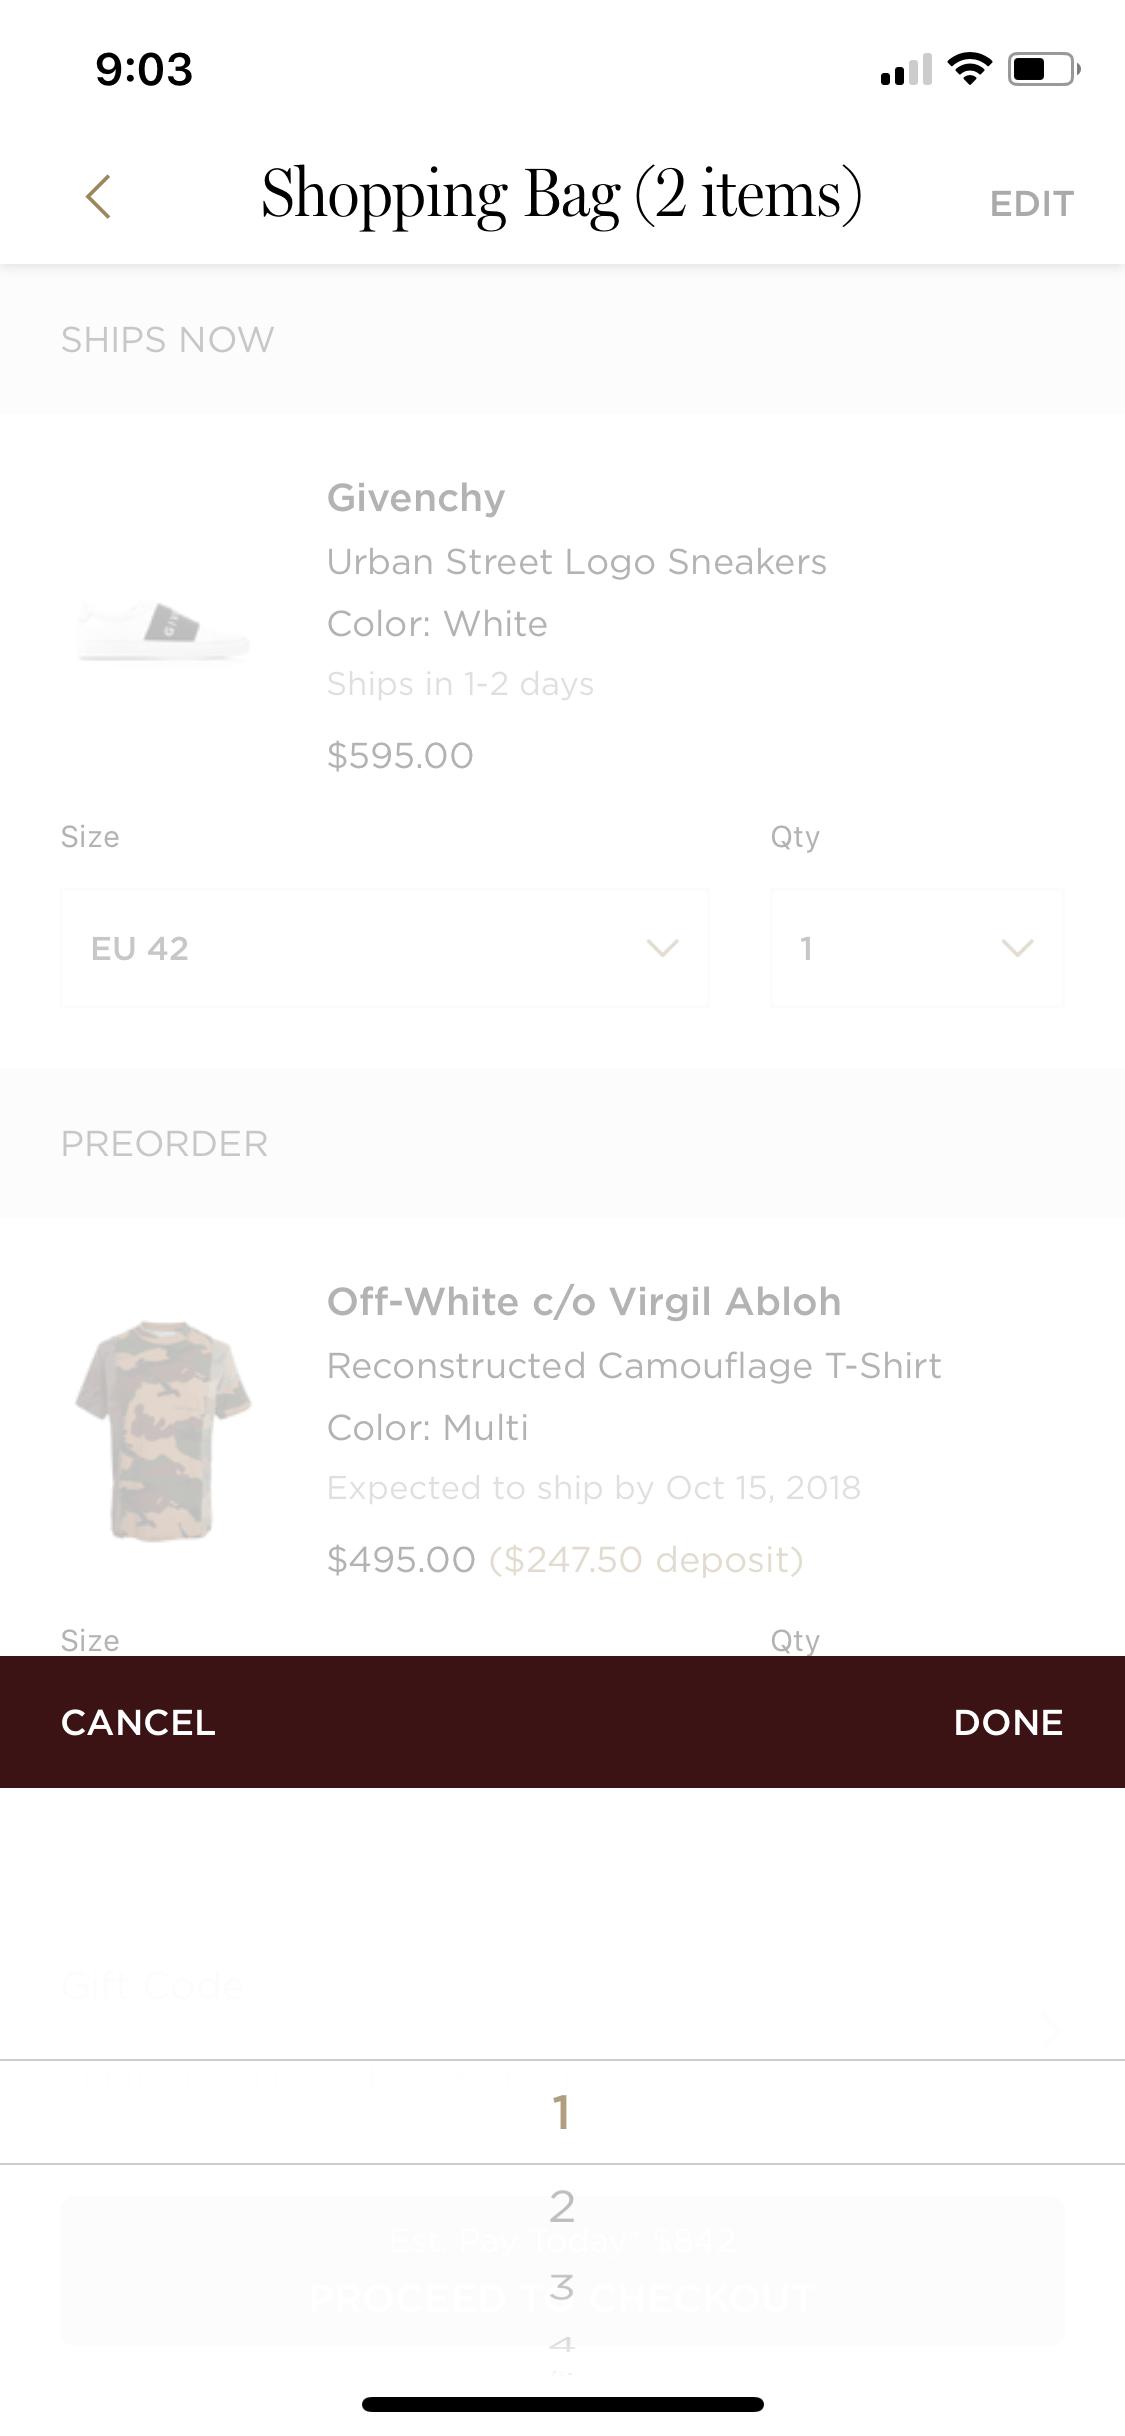 9:03
Shopping Bag (2 items)
EDIT
SHIPS NOW
Givenchy
Urban Street Logo Sneakers
Color: White
Ships in 1-2 days
$595.00
Size
Qty
EU 42
1
PREORDER
Off-White c/o Virgil Abloh
Reconstructed Camouflage T-Shirt
Color: Multi
Expected to ship by Oct 15, 2018
$495.00 ($247.50 deposit)
Size
Qty
CANCEL
DONE
Gift Code
1
2
Est. Pay Today* $842
3
PROCEED TO CHECKOUT
4